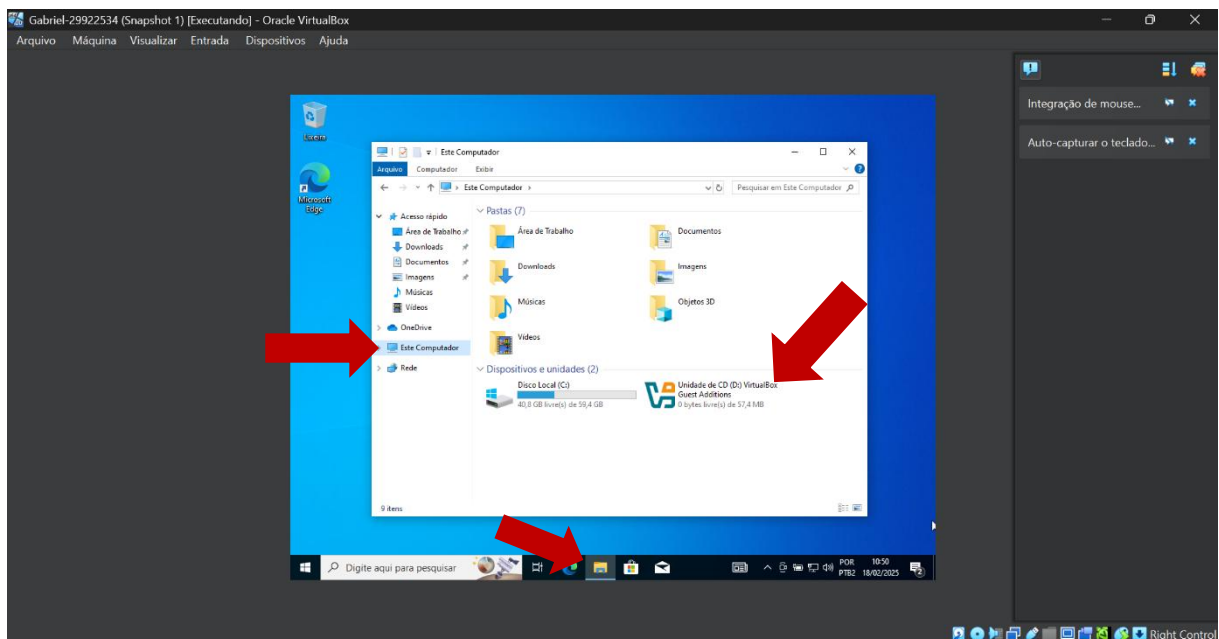 Gabriel-29922534 (Snapshot 1) [Executando] - Oracle VirtualBox
Arquivo Máquina Visualizar Entrada Dispositivos Ajuda
Integração de mouse...
Auto-capturar o teclado...
Lixeira
Microsoft
Edge
Este Computador
Arquivo Computador Exibir
Este Computador
Pesquisar em Este Computador
Acesso rápido
Área de Trabalho
Downloads
Documentos
Imagens
Músicas
Vídeos
OneDrive
Este Computador
Rede
Pastas (7)
Área de Trabalho
Documentos
Downloads
Imagens
Músicas
Objetos 3D
Vídeos
Dispositivos e unidades (2)
Disco Local (C:)
40,8 GB livre(s) de 59,4 GB
Unidade de CD (D:) VirtualBox
Guest Additions
0 bytes livre(s) de 57,4 MB
9 itens
Digite aqui para pesquisar
POR 10:50
PTB2 18/02/2025
2
Right Control